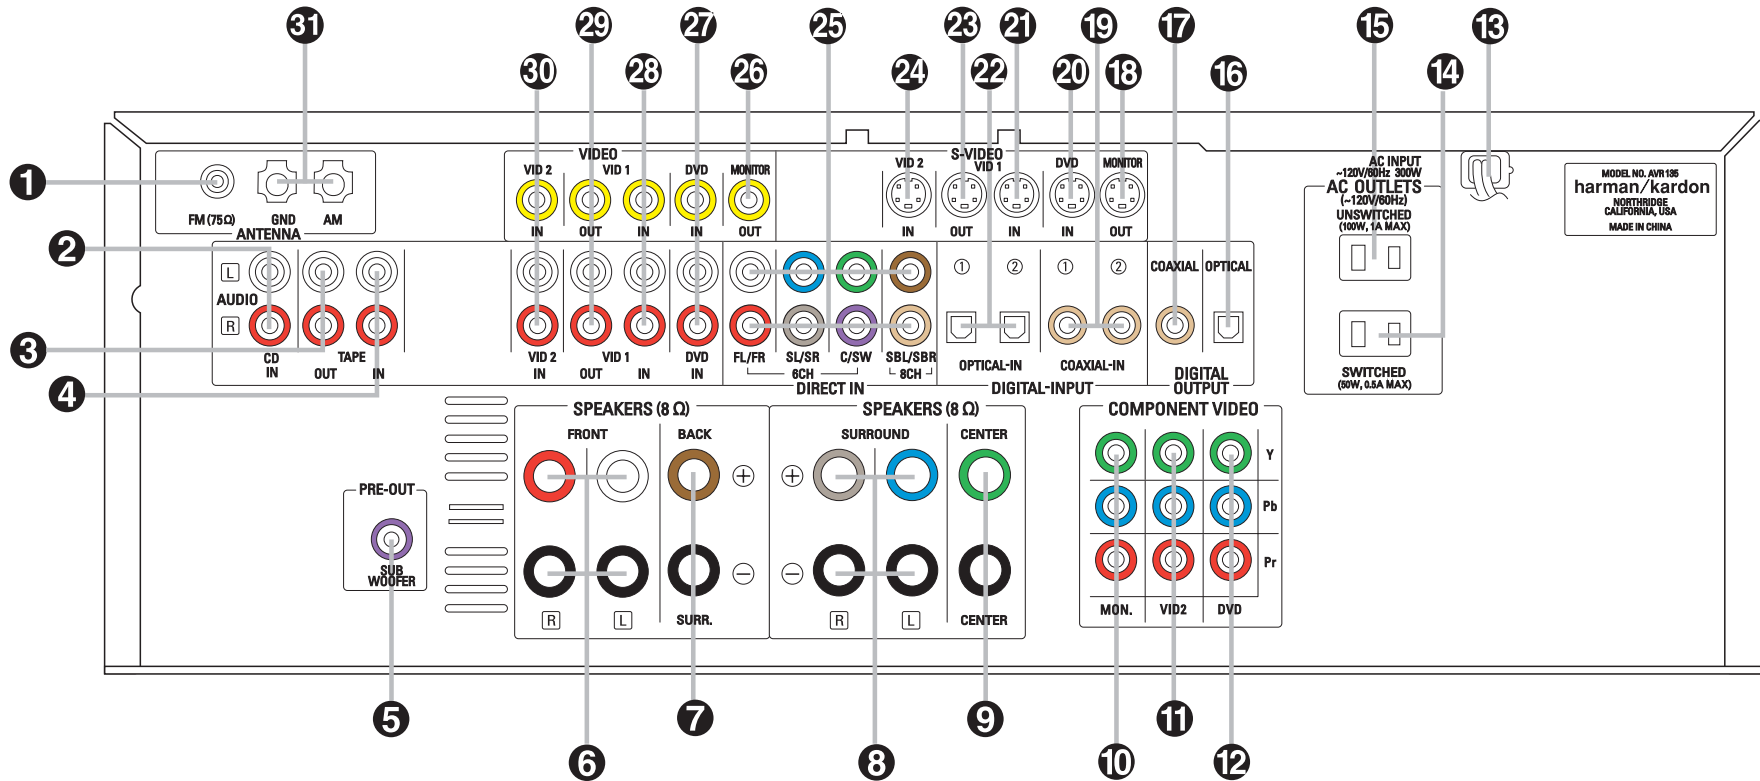 31 29 27 25 23 21 19 17 15 13
30 28 26 24 22 20 18 16 14
VIDEO
S-VIDEO
VID 2 VID 1 DVD MONITOR VID 2 VID 1 DVD MONITOR
1
FM (75Ω) GND AM
ANTENNA
IN OUT IN IN OUT IN OUT IN IN OUT
AC INPUT
~120V/60Hz 300W
AC OUTLETS
(~120V/60Hz)
UNSWITCHED
(100W, 1A MAX)
MODEL NO. AVR 135
harman/kardon
NORTHRIDGE
CALIFORNIA, USA
MADE IN CHINA
2
L
AUDIO
R
1 2 1 2 COAXIAL OPTICAL
3
CD
IN
TAPE
OUT IN
VID 2
IN
VID 1
OUT IN
DVD
IN
FL/FR SL/SR C/SW SBL/SBR
6CH 8CH
DIRECT IN
OPTICAL-IN COAXIAL-IN
DIGITAL-INPUT
DIGITAL
OUTPUT
SWITCHED
(50W, 0.5A MAX)
4
SPEAKERS (8 Ω) SPEAKERS (8 Ω) COMPONENT VIDEO
FRONT BACK SURROUND CENTER
+ + Y
PRE-OUT
Pb
SUB
WOOFER
− − Pr
R L SURR. R L CENTER
MON. VID2 DVD
5 7 9 11
6 8 10 12